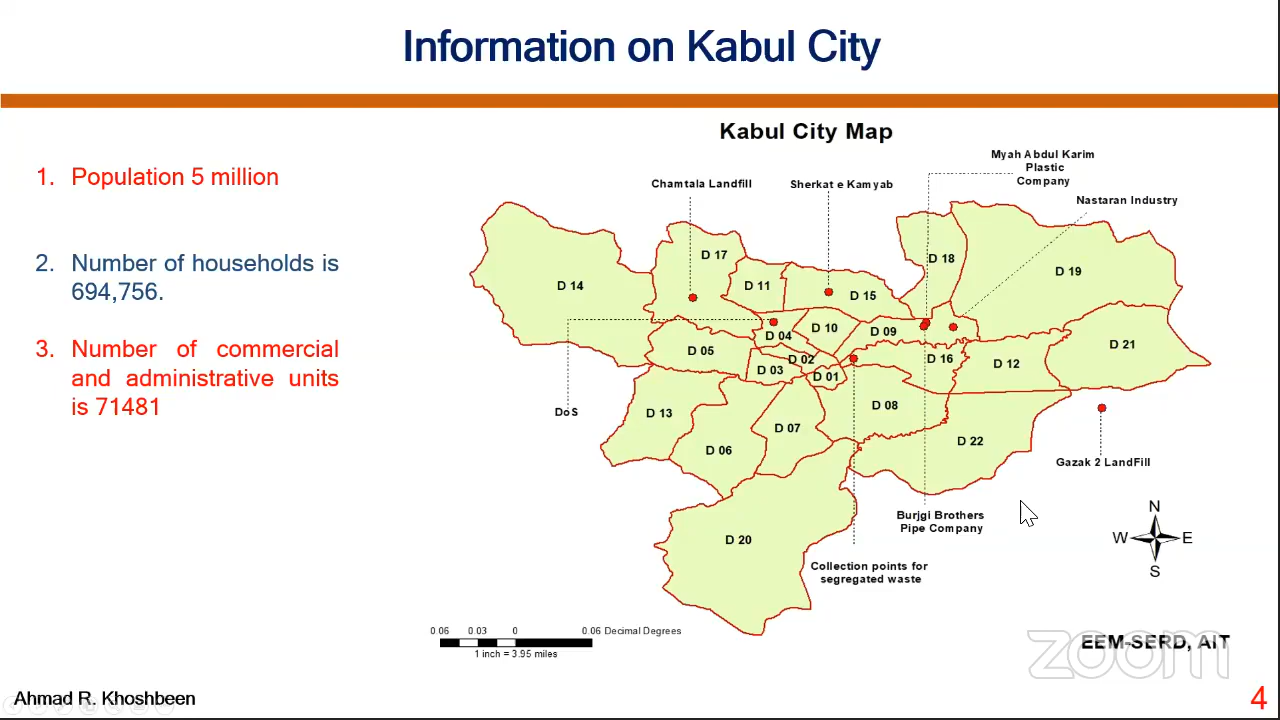 Information on Kabul City
1. Population 5 million
2. Number of households is
694,756.
3. Number of commercial
and administrative units
is 71481
Kabul City Map
Myah Abdul Karim
Plastic
Company
Chamtala Landfill
Sherkat e Kamyab
Nastaran Industry
D 17
D 18
D 19
D 14
D 11
D 15
D 10
D 09
D 04
D 21
D 05
D 02
D 16
D 12
D 03
D 01
D 13
D 08
DoS
D 07
D 22
D 06
Gazak 2 LandFill
Burjgi Brothers
Pipe Company
N
W E
S
D 20
Collection points for
segregated waste
0.06 0.03 0 0.06 Decimal Degrees
1 inch = 3.95 miles
EEM-SERD, AIT
zoom
Ahmad R. Khoshbeen
4